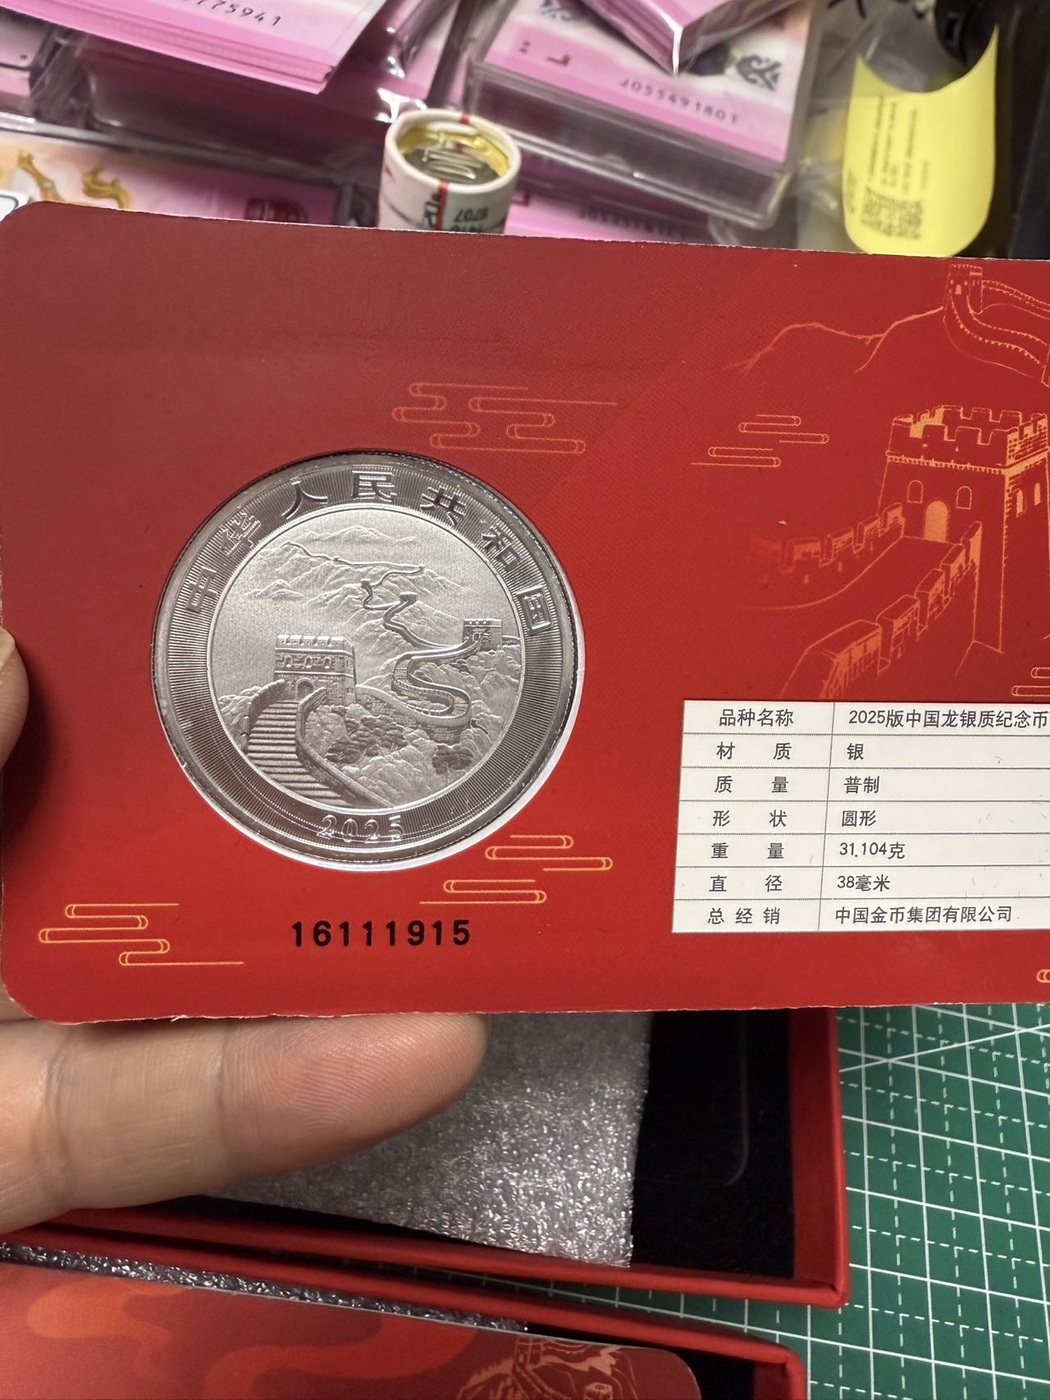 775941
J055491801
中华人民共和国
2025
16111915
品种名称 2025版中国龙银质纪念币
材质 银
质量 普制
形状 圆形
重量 31.104克
直径 38毫米
总经销 中国金币集团有限公司